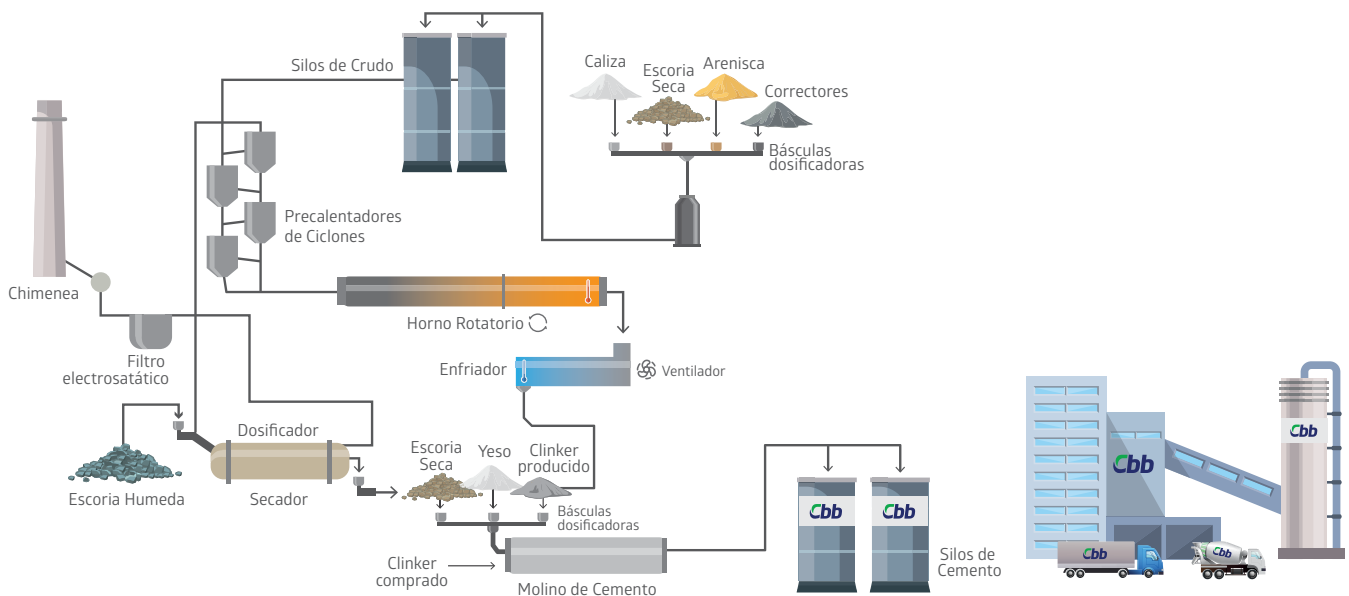 Silos de Crudo
Caliza
Escoria
Seca
Arenisca
Correctores
Básculas
dosificadoras
Precalentadores
de Ciclones
Chimenea
Horno Rotatorio
Filtro
electrosatático
Enfriador
Ventilador
Dosificador
Escoria Humeda
Secador
Escoria
Seca
Yeso
Clinker
producido
Básculas
dosificadoras
Clinker
comprado
Molino de Cemento
Cbb
Cbb
Silos de
Cemento
Cbb
Cbb
Cbb
Cbb